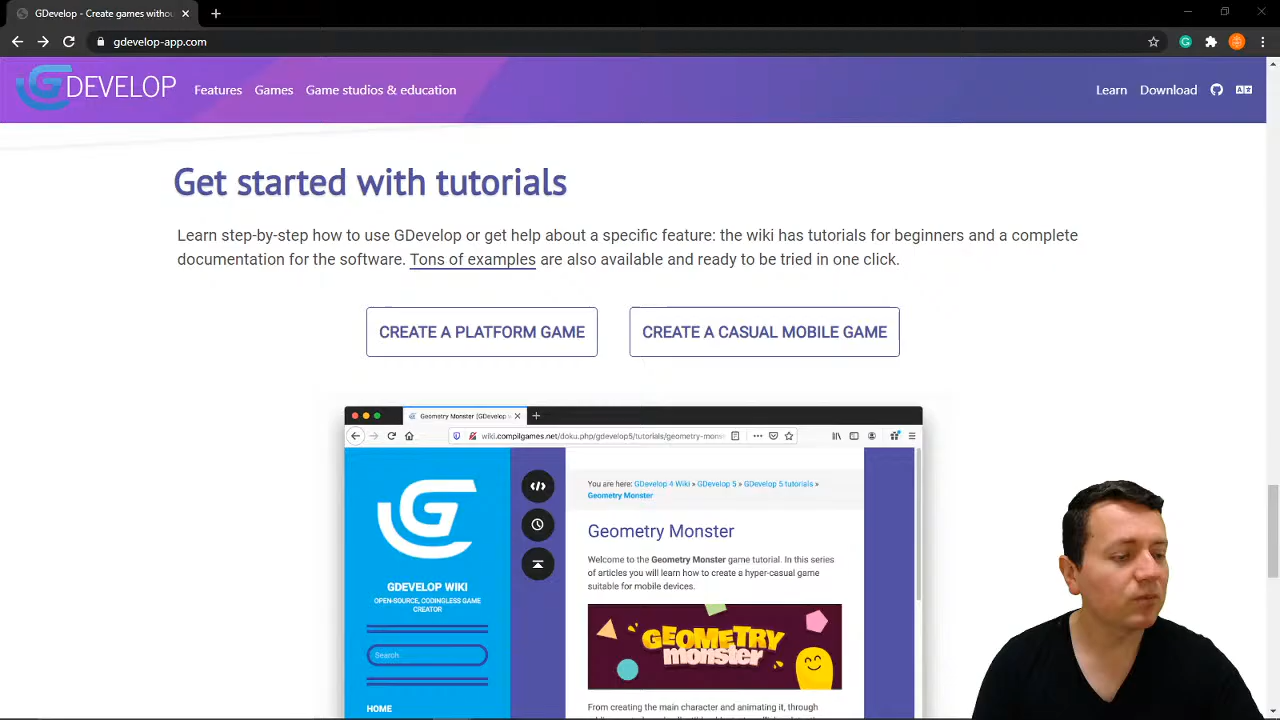 GDevelop - Create games withou
gdevelop-app.com
GDEVELOP
Features
Games
Game studios & education
Learn
Download
Get started with tutorials
Learn step-by-step how to use GDevelop or get help about a specific feature: the wiki has tutorials for beginners and a complete
documentation for the software. Tons of examples are also available and ready to be tried in one click.
CREATE A PLATFORM GAME
CREATE A CASUAL MOBILE GAME
Geometry Monster [GDevelop
wiki.compilgames.net/doku.php/gdevelop5/tutorials/geometry-mons
You are here: GDevelop 4 Wiki » GDevelop 5 » GDevelop 5 tutorials »
Geometry Monster
Geometry Monster
Welcome to the Geometry Monster game tutorial. In this series
of articles you will learn how to create a hyper-casual game
suitable for mobile devices.
GEOMETRY
MONSTER
GDEVELOP WIKI
OPEN-SOURCE, CODINGLESS GAME
CREATOR
Search
HOME
From creating the main character and animating it, through